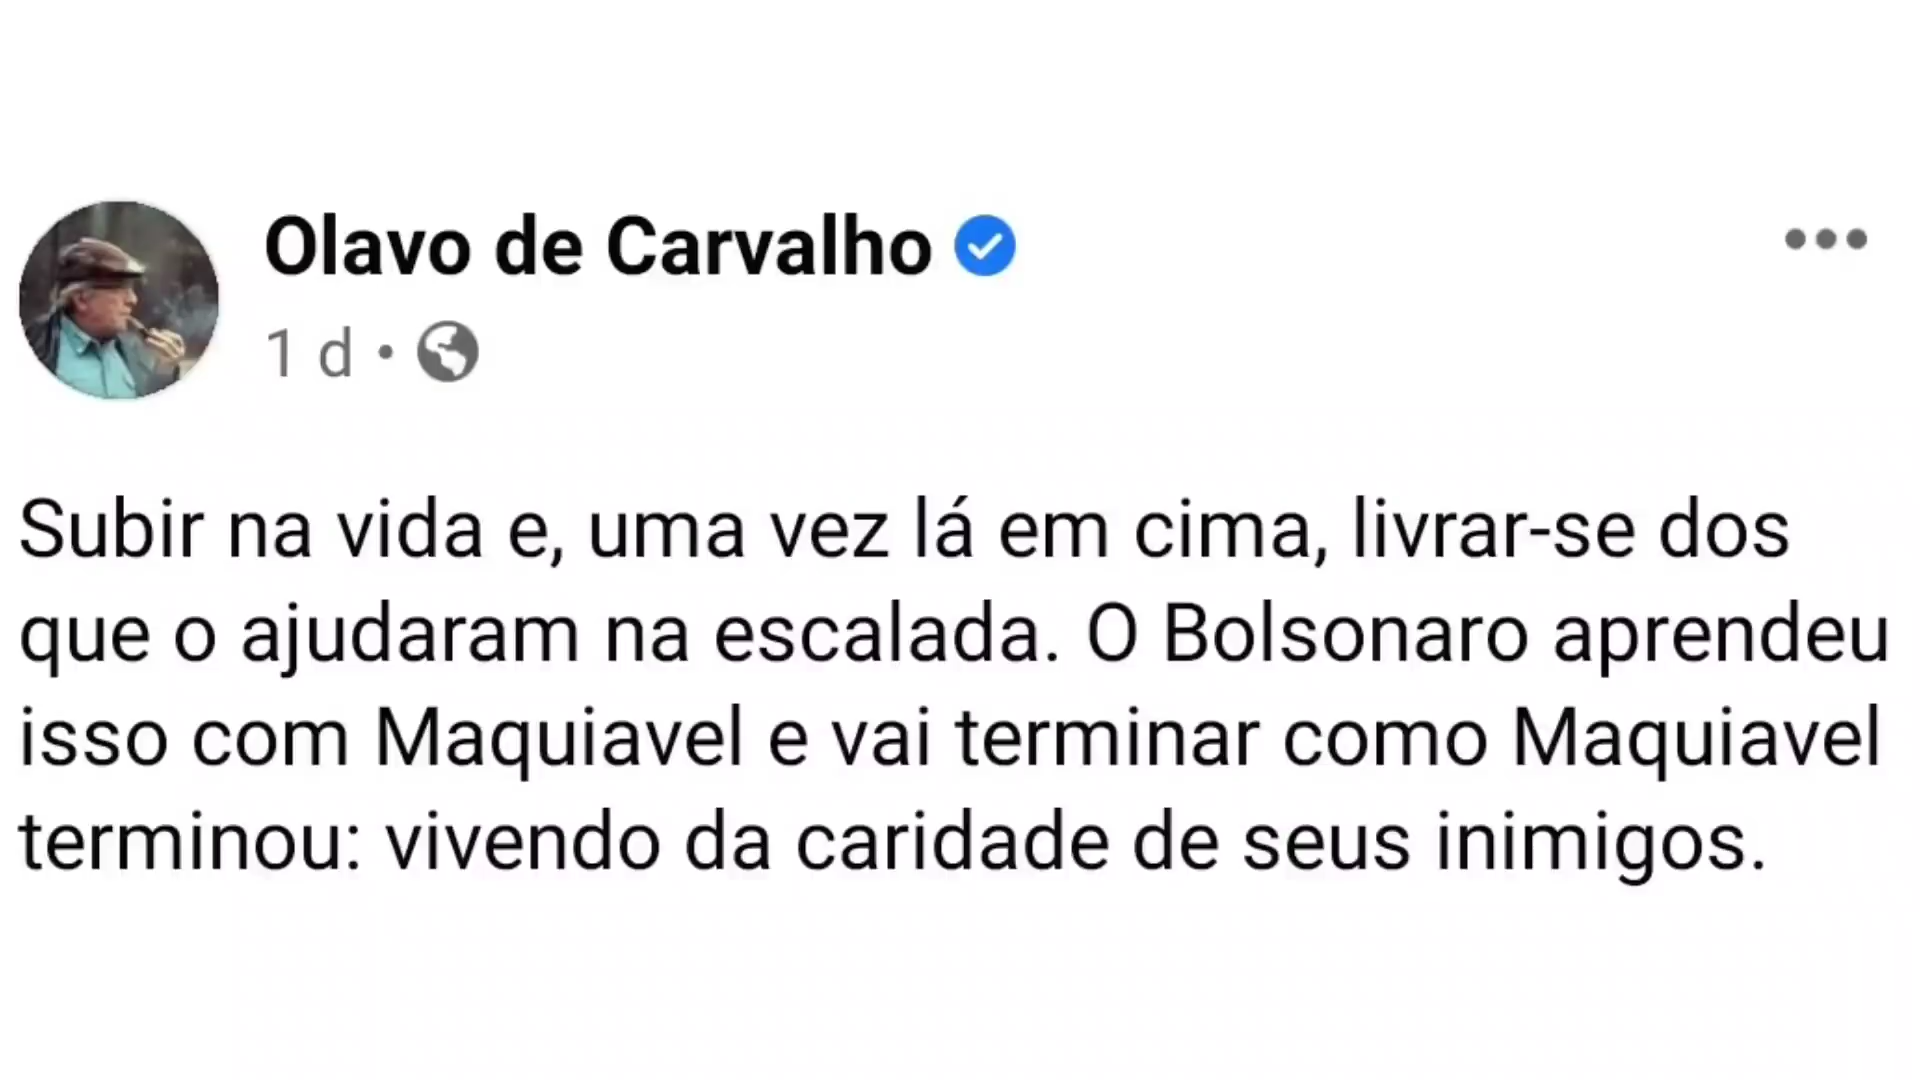 Olavo de Carvalho
1 d •
Subir na vida e, uma vez lá em cima, livrar-se dos
que o ajudaram na escalada. O Bolsonaro aprendeu
isso com Maquiavel e vai terminar como Maquiavel
terminou: vivendo da caridade de seus inimigos.